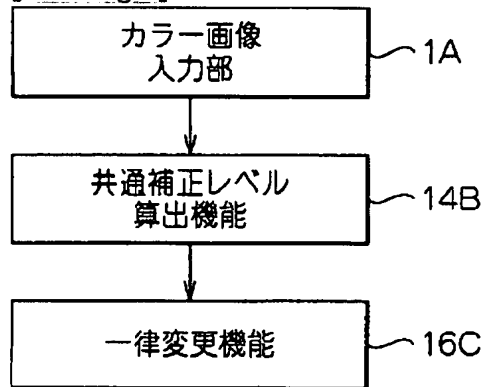 カラー画像
入力部
1A
共通補正レベル
算出機能
14B
一律変更機能
16C